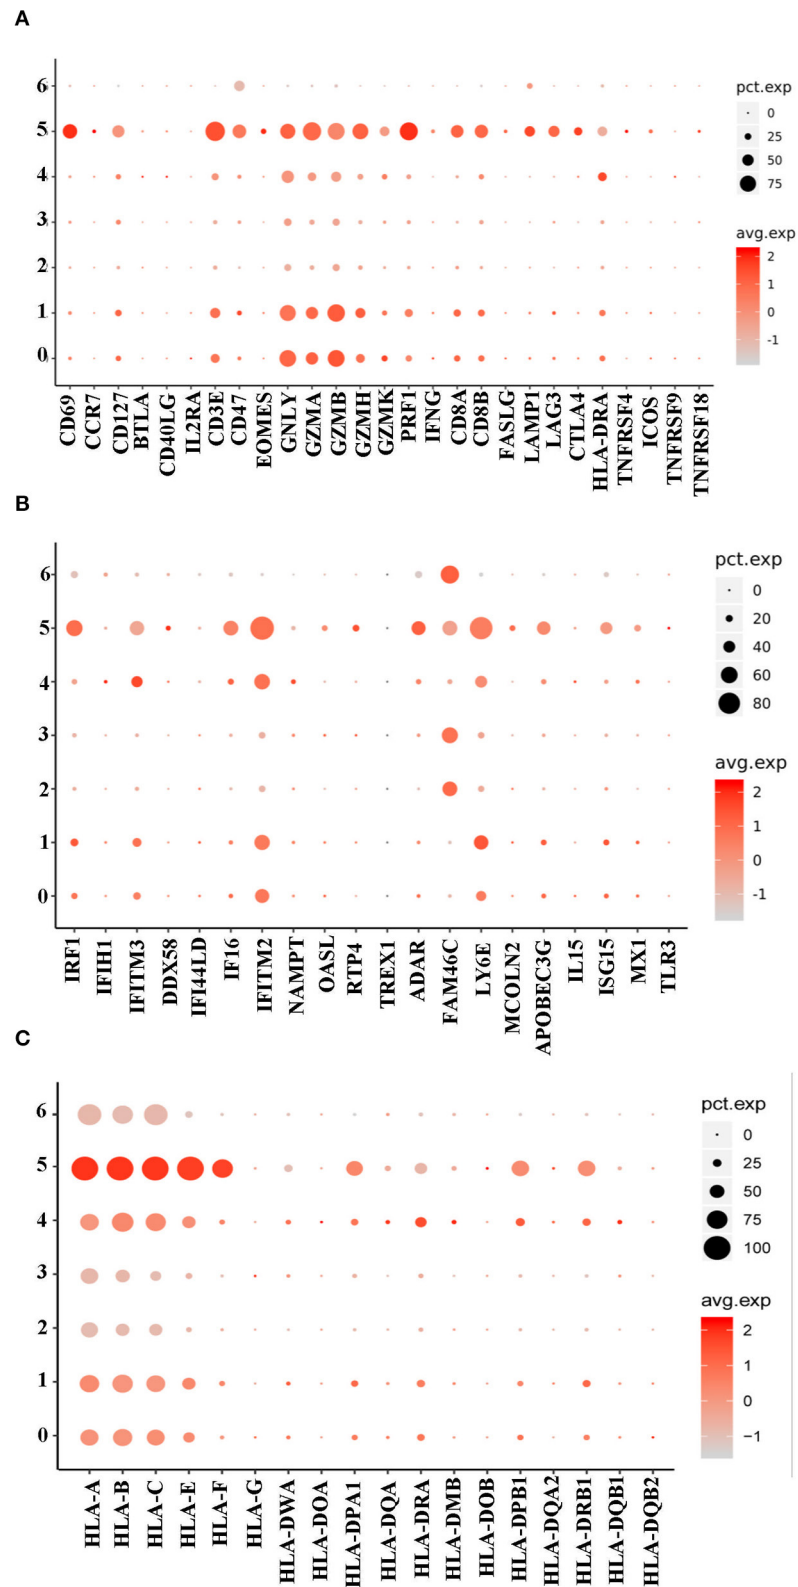 A
6
5
4
3
2
1
0
CD69
CCR7
CD127
BTLA
CD40LG
IL2RA
CD3E
CD47
EOMES
GNLY
GZMA
GZMB
GZMH
GZMK
PRF1
IFNG
CD8A
CD8B
FASLG
LAMP1
LAG3
CTLA4
HLA-DRA
TNFRSF4
ICOS
TNFRSF9
TNFRSF18
pct.exp
0
25
50
75
avg.exp
2
1
0
-1
B
6
5
4
3
2
1
0
IRF1
IFIH1
IFITM3
DDX58
IFI44LD
IF16
IFITM2
NAMPT
OASL
RTP4
TREX1
ADAR
FAM46C
LY6E
MCOLN2
APOBEC3G
IL15
ISG15
MX1
TLR3
pct.exp
0
20
40
60
80
avg.exp
2
1
0
-1
C
6
5
4
3
2
1
0
HLA-A
HLA-B
HLA-C
HLA-E
HLA-F
HLA-G
HLA-DWA
HLA-DOA
HLA-DPA1
HLA-DQA
HLA-DRA
HLA-DMB
HLA-DOB
HLA-DPB1
HLA-DQA2
HLA-DRB1
HLA-DQB1
HLA-DQB2
pct.exp
0
25
50
75
100
avg.exp
2
1
0
−1